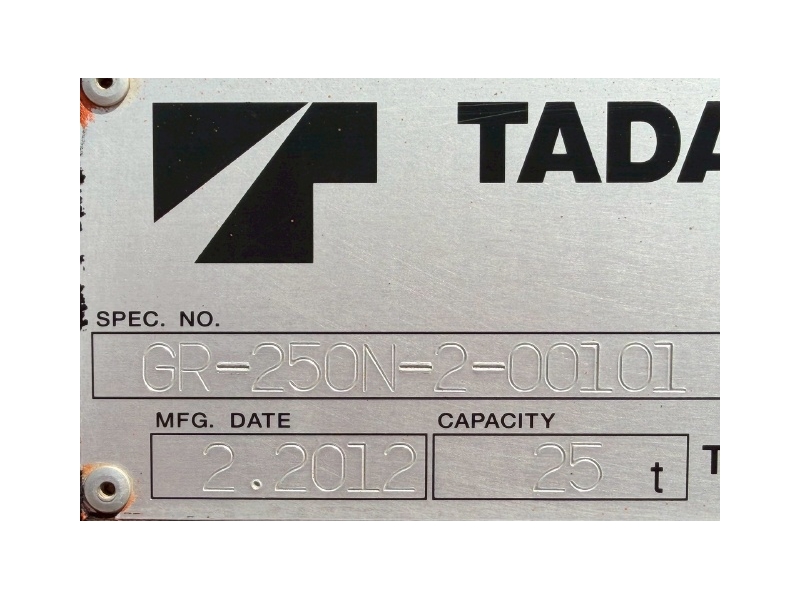 TADA
SPEC. NO.
GR-250N-2-00101
MFG. DATE
CAPACITY
2.2012
25 t
T